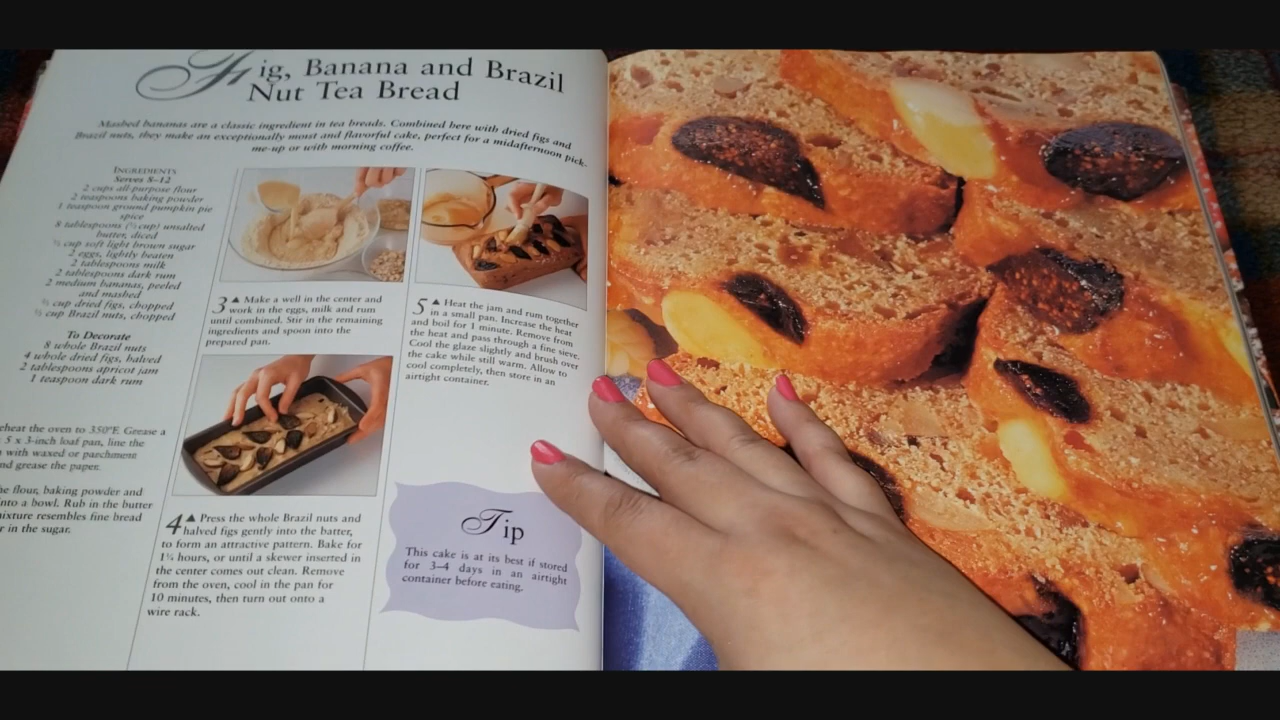 Fig, Banana and Brazil
Nut Tea Bread
Mashed bananas are a classic ingredient in tea breads. Combined here with dried figs and
Brazil nuts, they make an exceptionally moist and flavorful cake, perfect for a midafternoon pick-
me-up or with morning coffee.
INGREDIENTS
Serves 8–12
2 cups all-purpose flour
2 teaspoons baking powder
1 teaspoon ground pumpkin pie
spice
8 tablespoons (½ cup) unsalted
butter, diced
½ cup soft light brown sugar
2 eggs, lightly beaten
2 tablespoons milk
2 tablespoons dark rum
2 medium bananas, peeled
and mashed
cup dried figs, chopped
cup Brazil nuts, chopped
To Decorate
8 whole Brazil nuts
4 whole dried figs, halved
2 tablespoons apricot jam
1 teaspoon dark rum
eheat the oven to 350°F. Grease a
5 x 3-inch loaf pan, line the
with waxed or parchment
nd grease the paper.
he flour, baking powder and
into a bowl. Rub in the butter
ixture resembles fine bread
r in the sugar.
3 ▲ Make a well in the center and
work in the eggs, milk and rum
until combined. Stir in the remaining
ingredients and spoon into the
prepared pan.
4 ▲ Press the whole Brazil nuts and
halved figs gently into the batter,
to form an attractive pattern. Bake for
1¼ hours, or until a skewer inserted in
the center comes out clean. Remove
from the oven, cool in the pan for
10 minutes, then turn out onto a
wire rack.
5 ▲ Heat the jam and rum together
in a small pan. Increase the heat
and boil for 1 minute. Remove from
the heat and pass through a fine sieve.
Cool the glaze slightly and brush over
the cake while still warm. Allow to
cool completely, then store in an
airtight container.
Tip
This cake is at its best if stored
for 3–4 days in an airtight
container before eating.